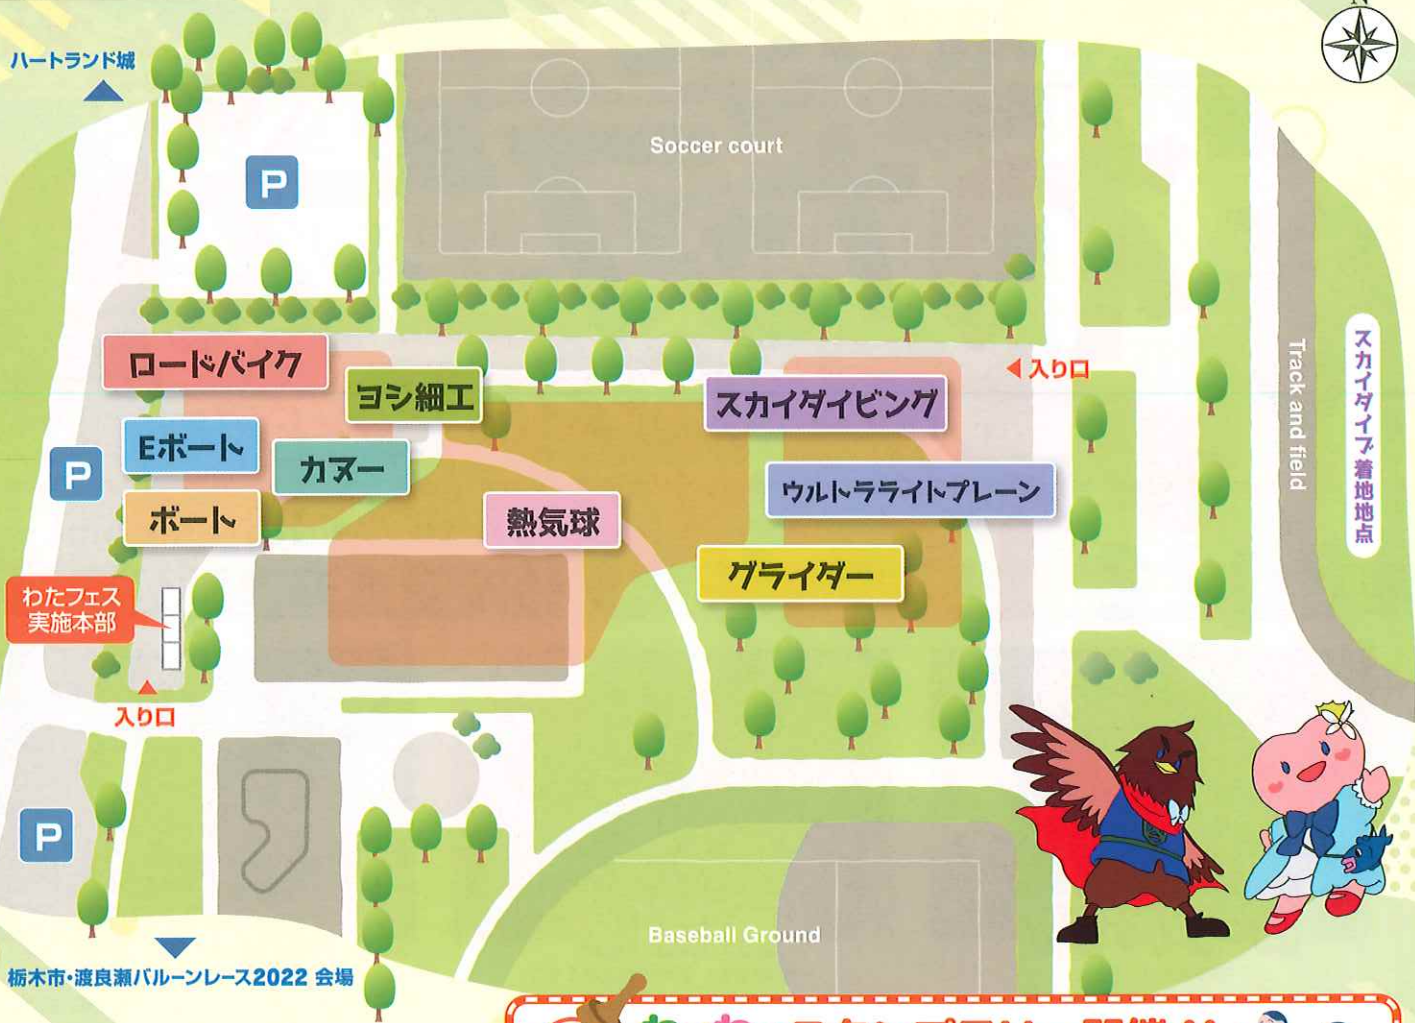 N
ハートランド城
P
Soccer court
ロードバイク
ヨシ細工
スカイダイビング
入り口
Track and field
スカイダイブ着地地点
Eボート
カヌー
P
ボート
熱気球
ウルトラライトプレーン
グライダー
わたフェス
実施本部
入り口
P
Baseball Ground
栃木市・渡良瀬バルーンレース2022 会場